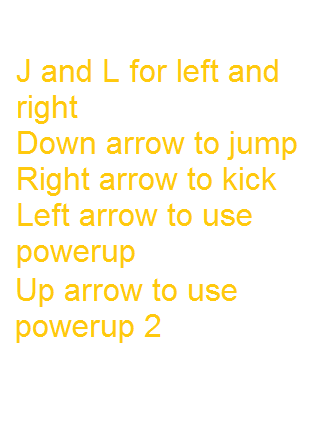 J and L for left and
right
Down arrow to jump
Right arrow to kick
Left arrow to use
powerup
Up arrow to use
powerup 2